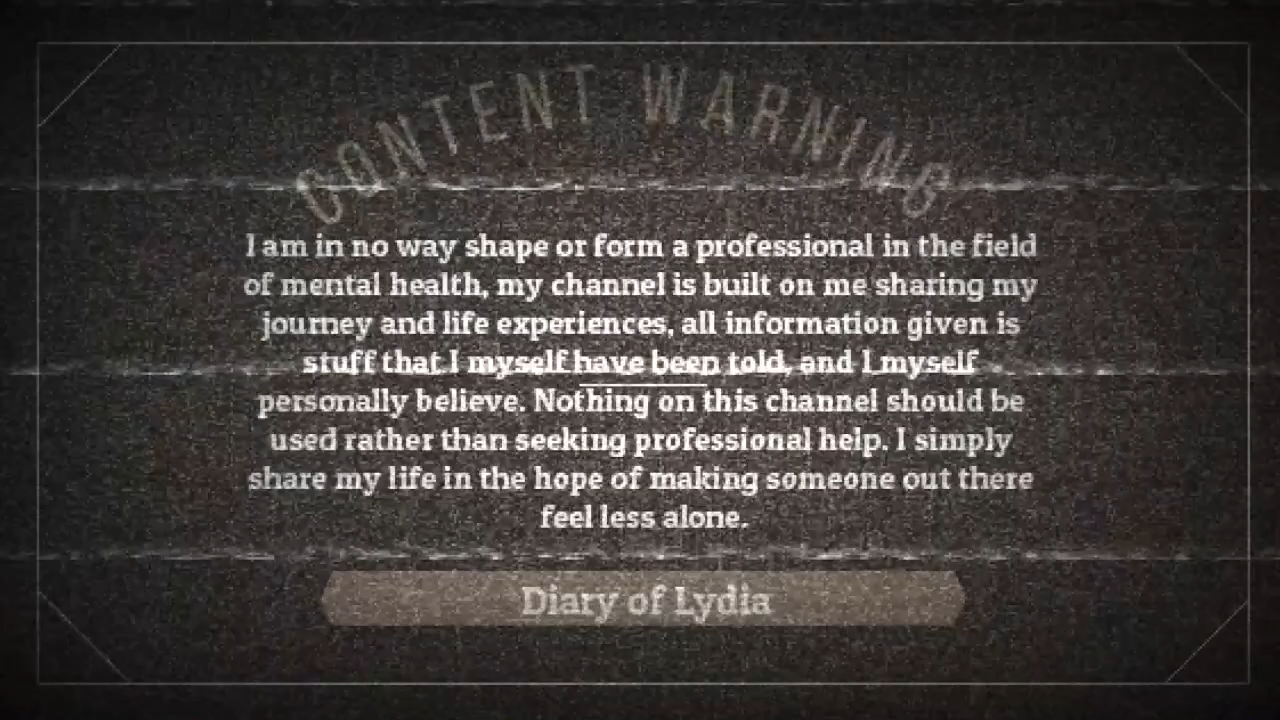 CONTENT WARNING
I am in no way shape or form a professional in the field
of mental health, my channel is built on me sharing my
journey and life experiences, all information given is
stuff that I myself have been told, and I myself
personally believe. Nothing on this channel should be
used rather than seeking professional help. I simply
share my life in the hope of making someone out there
feel less alone.
Diary of Lydia